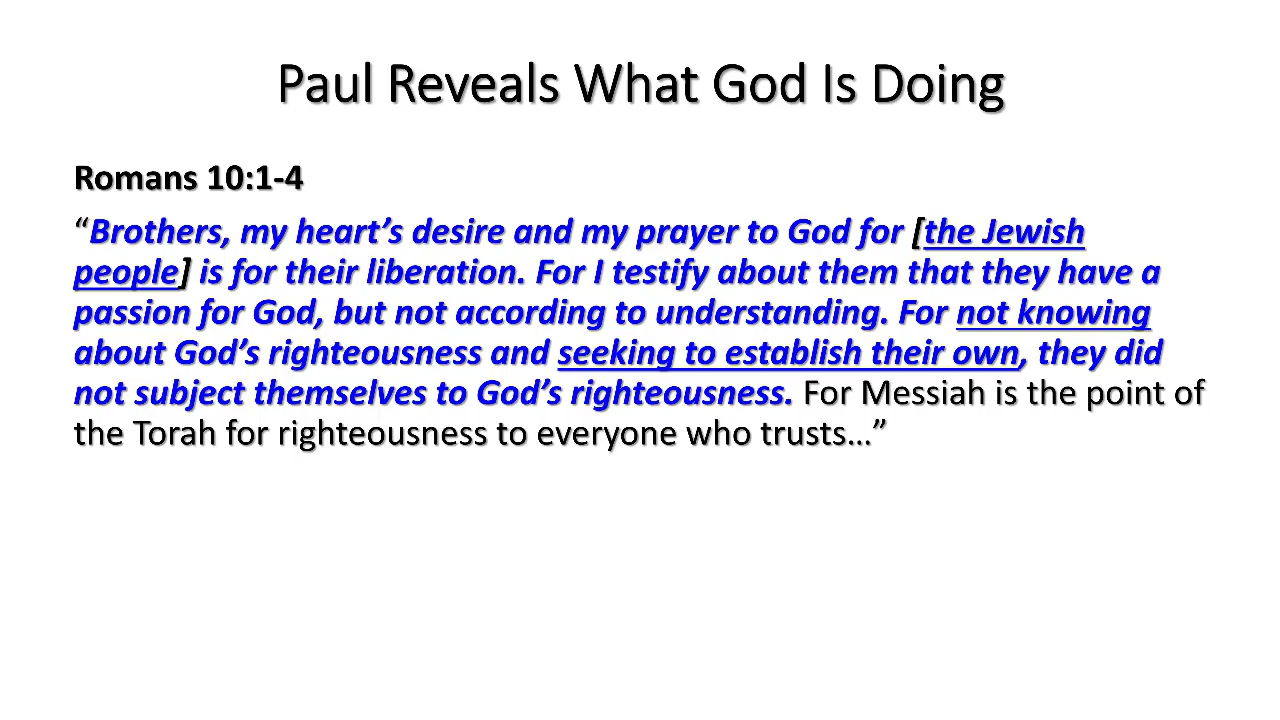 Paul Reveals What God Is Doing
Romans 10:1-4
“Brothers, my heart’s desire and my prayer to God for [the Jewish
people] is for their liberation. For I testify about them that they have a
passion for God, but not according to understanding. For not knowing
about God’s righteousness and seeking to establish their own, they did
not subject themselves to God’s righteousness. For Messiah is the point of
the Torah for righteousness to everyone who trusts…”